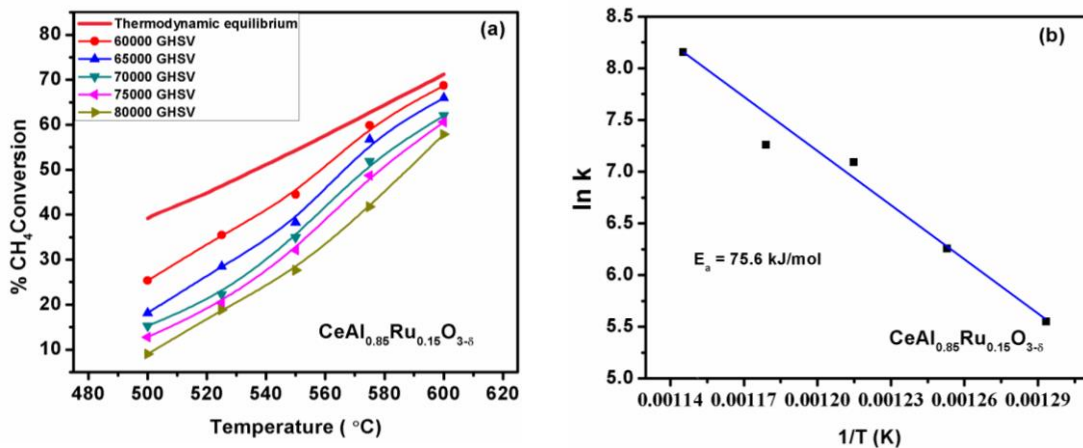 (a)
Thermodynamic equilibrium
60000 GHSV
65000 GHSV
70000 GHSV
75000 GHSV
80000 GHSV
% CH₄Conversion
80
70
60
50
40
30
20
10
CeAl₀.₈₅Ru₀.₁₅O₃₋δ
480 500 520 540 560 580 600 620
Temperature ( °C)
(b)
ln k
8.5
8.0
7.5
7.0
6.5
6.0
5.5
5.0
Eₐ = 75.6 kJ/mol
CeAl₀.₈₅Ru₀.₁₅O₃₋δ
0.00114 0.00117 0.00120 0.00123 0.00126 0.00129
1/T (K)